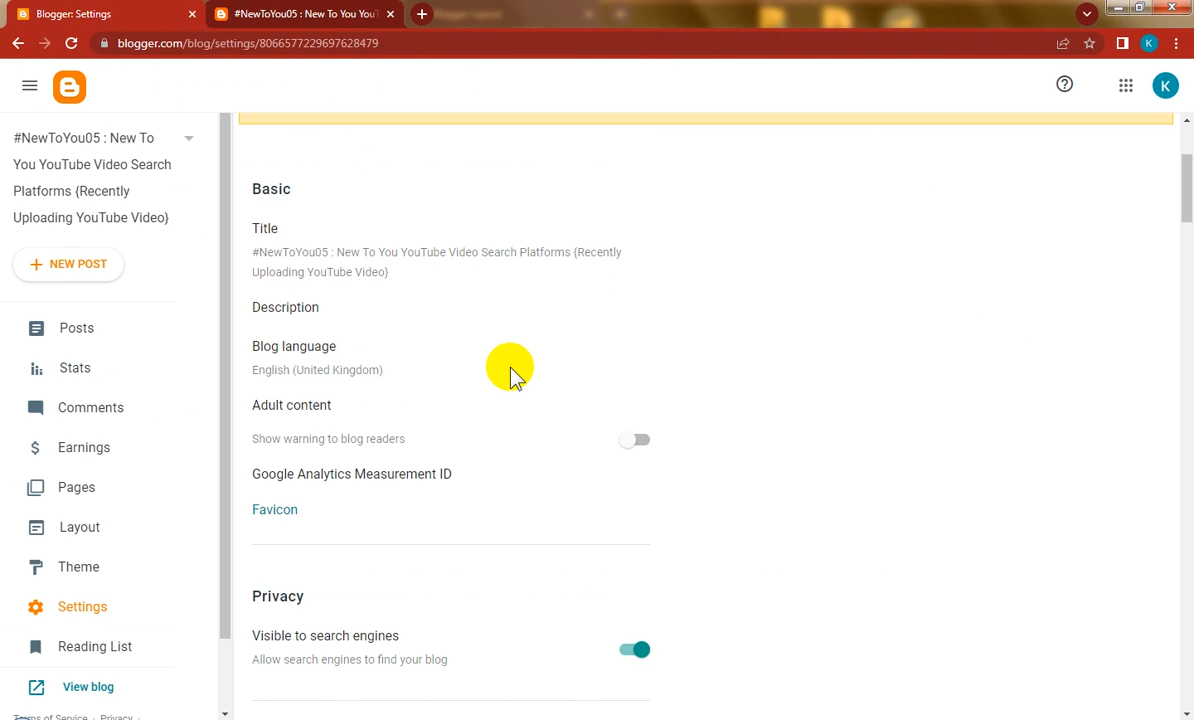 Blogger: Settings
#NewToYou05 : New To You YouT
blogger.com/blog/settings/8066577229697628479
K
K
#NewToYou05 : New To
You YouTube Video Search
Platforms {Recently
Uploading YouTube Video}
NEW POST
Posts
Stats
Comments
Earnings
Pages
Layout
Theme
Settings
Reading List
View blog
Terms of Service · Privacy ·
Basic
Title
#NewToYou05 : New To You YouTube Video Search Platforms {Recently
Uploading YouTube Video}
Description
Blog language
English (United Kingdom)
Adult content
Show warning to blog readers
Google Analytics Measurement ID
Favicon
Privacy
Visible to search engines
Allow search engines to find your blog